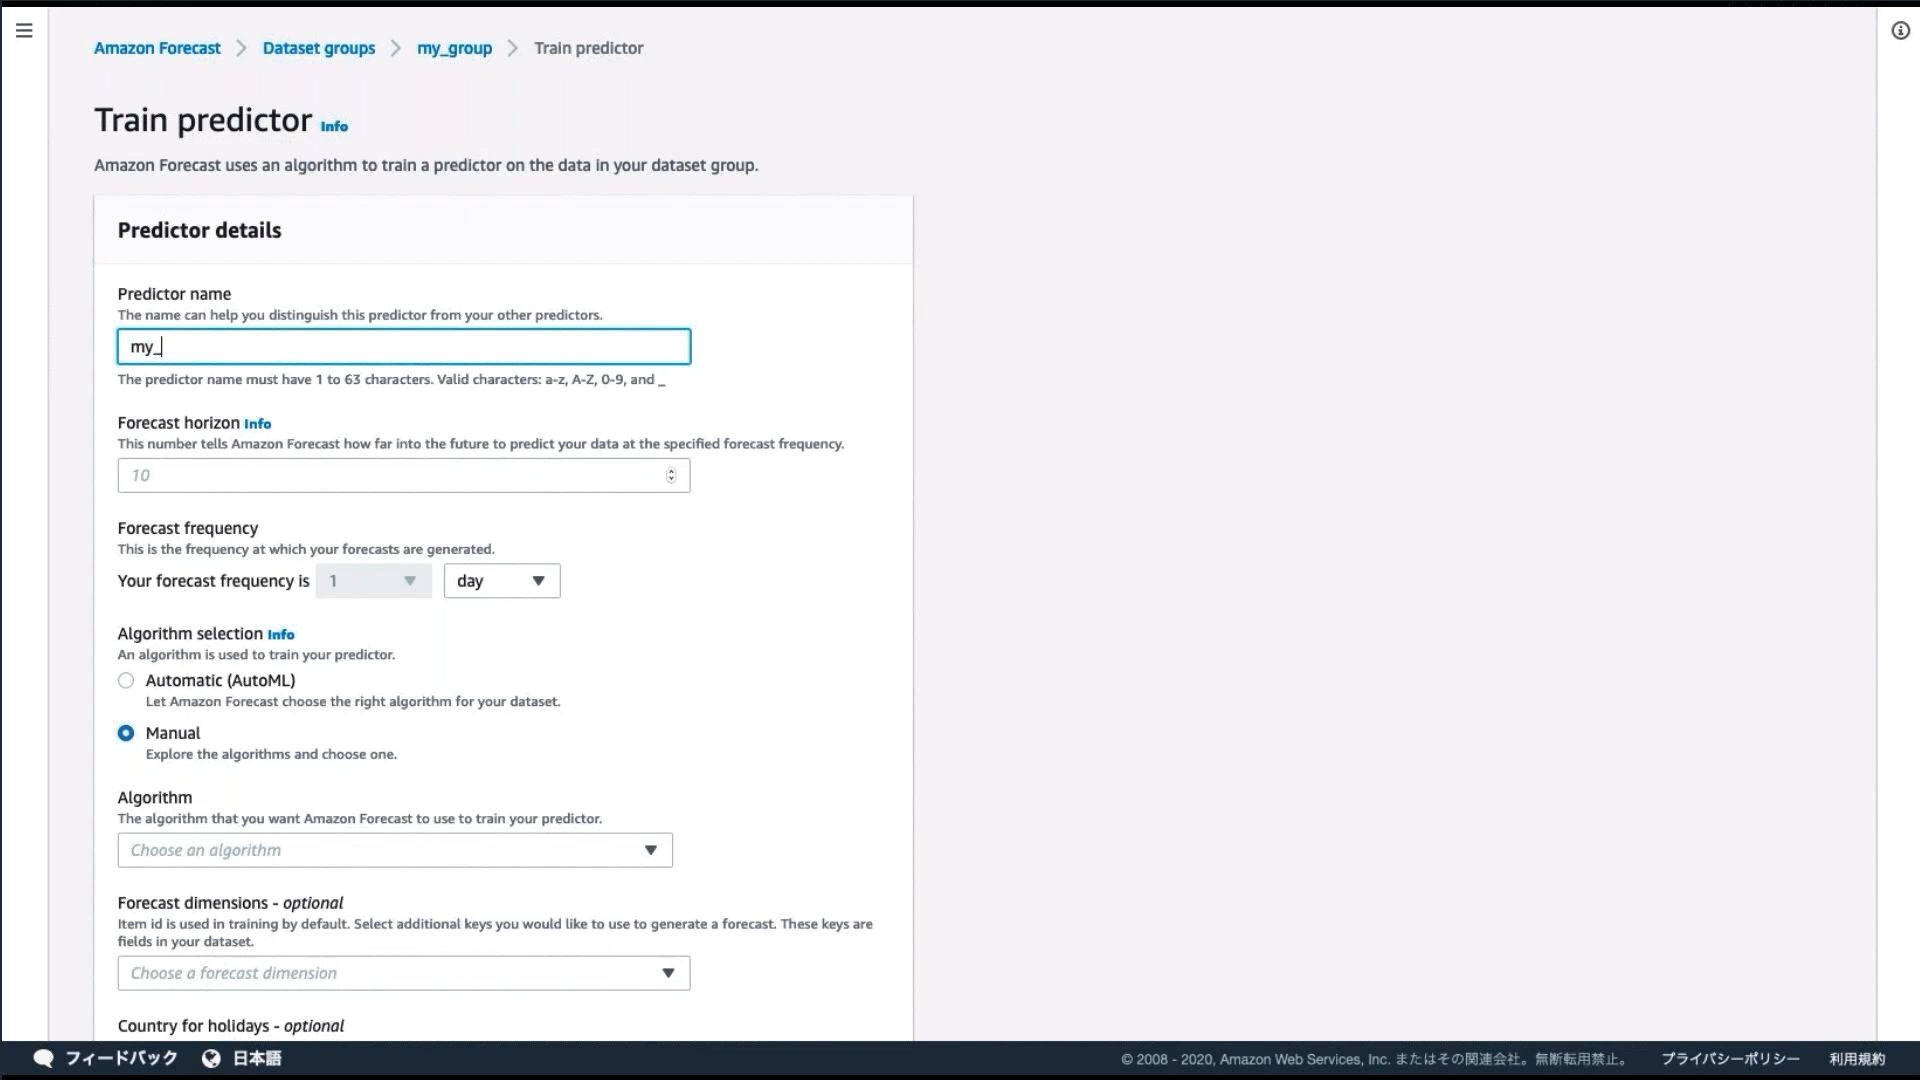 Amazon Forecast > Dataset groups > my_group > Train predictor
Train predictor Info
Amazon Forecast uses an algorithm to train a predictor on the data in your dataset group.
Predictor details
Predictor name
The name can help you distinguish this predictor from your other predictors.
my_
The predictor name must have 1 to 63 characters. Valid characters: a-z, A-Z, 0-9, and _
Forecast horizon Info
This number tells Amazon Forecast how far into the future to predict your data at the specified forecast frequency.
10
Forecast frequency
This is the frequency at which your forecasts are generated.
Your forecast frequency is 1 day
Algorithm selection Info
An algorithm is used to train your predictor.
Automatic (AutoML)
Let Amazon Forecast choose the right algorithm for your dataset.
Manual
Explore the algorithms and choose one.
Algorithm
The algorithm that you want Amazon Forecast to use to train your predictor.
Choose an algorithm
Forecast dimensions - optional
Item id is used in training by default. Select additional keys you would like to use to generate a forecast. These keys are
fields in your dataset.
Choose a forecast dimension
Country for holidays - optional
フィードバック 日本語 © 2008 - 2020, Amazon Web Services, Inc. またはその関連会社。無断転用禁止。 プライバシーポリシー 利用規約